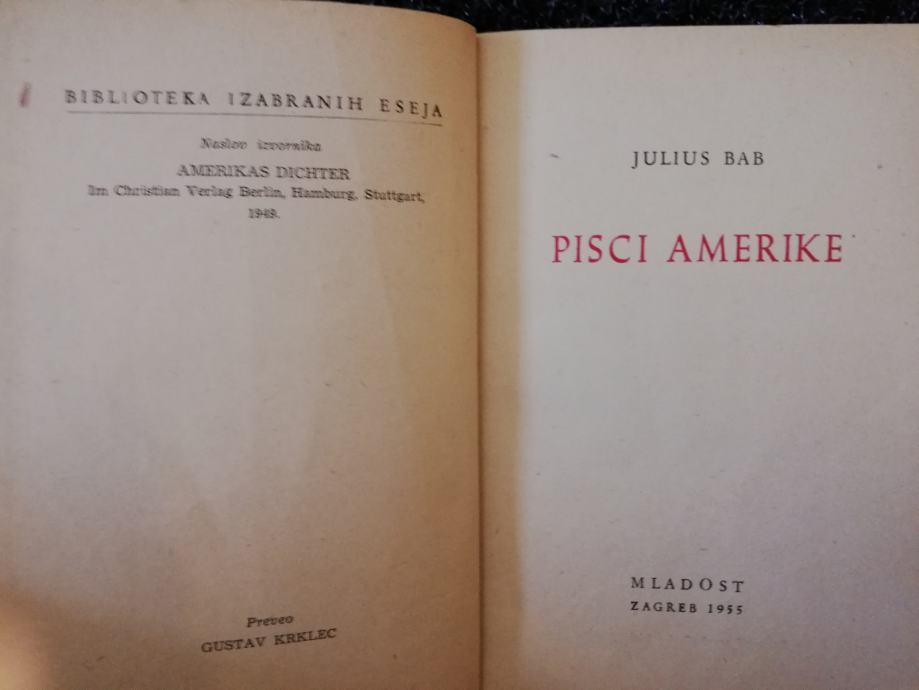 BIBLIOTEKA IZABRANIH ESEJA
Naslov izvornika
AMERIKAS DICHTER
Im Christian Verlag Berlin, Hamburg, Stuttgart,
1949.
Preveo
GUSTAV KRKLEC
JULIUS BAB
PISCI AMERIKE
MLADOST
ZAGREB 1955